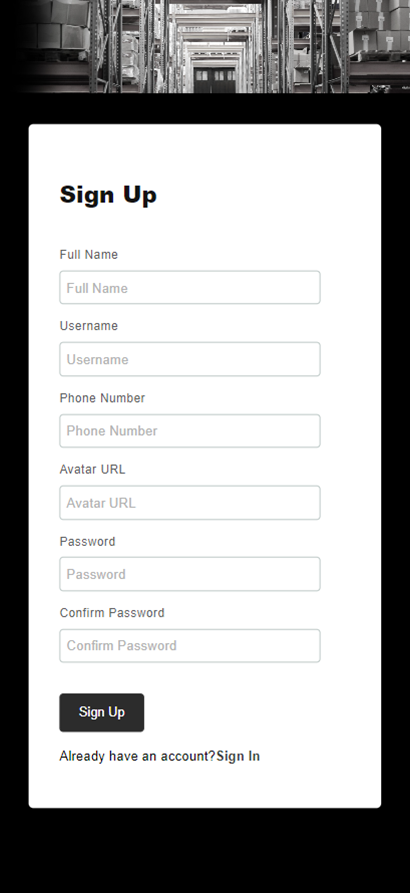 Sign Up
Full Name
Full Name
Username
Username
Phone Number
Phone Number
Avatar URL
Avatar URL
Password
Password
Confirm Password
Confirm Password
Sign Up
Already have an account?Sign In